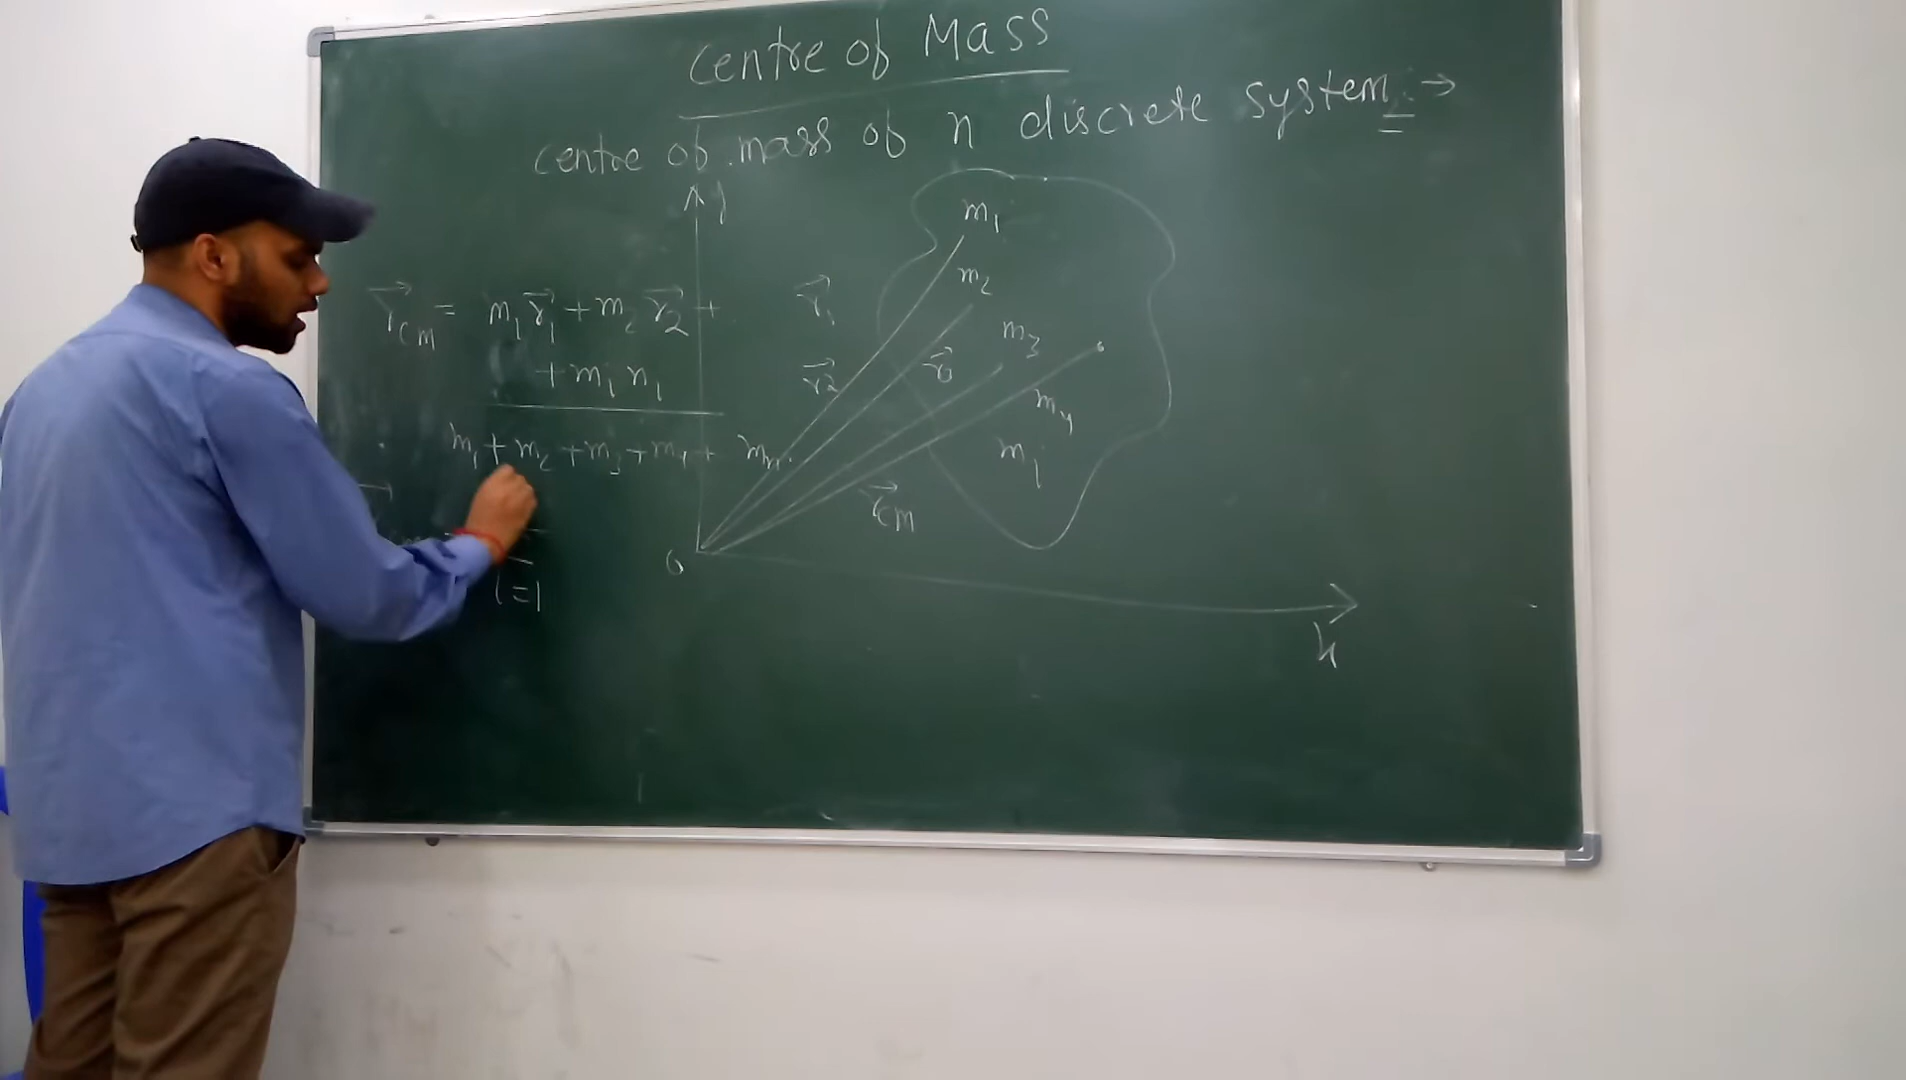 Centre of Mass
centre of mass of n discrete system :→
y
m₁
m₂
r⃗cm = m₁r⃗₁ + m₂r⃗₂ +
r⃗₁
m₃
+ mᵢ nᵢ
r⃗₂
m₄
m₁ + m₂ + m₃ + m₄ + mn.
mᵢ
r⃗cm
i=1
O